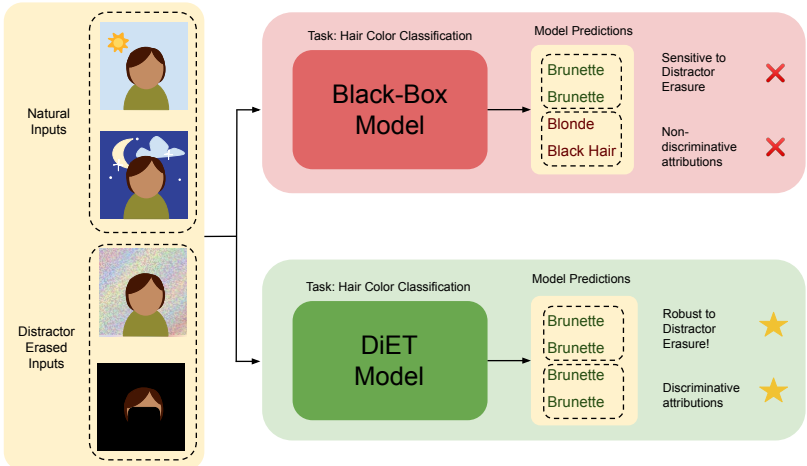 Natural
Inputs
Distractor
Erased
Inputs
Task: Hair Color Classification
Model Predictions
Black-Box
Model
Brunette
Brunette
Blonde
Black Hair
Sensitive to
Distractor
Erasure
Non-
discriminative
attributions
Task: Hair Color Classification
Model Predictions
DiET
Model
Brunette
Brunette
Brunette
Brunette
Robust to
Distractor
Erasure!
Discriminative
attributions